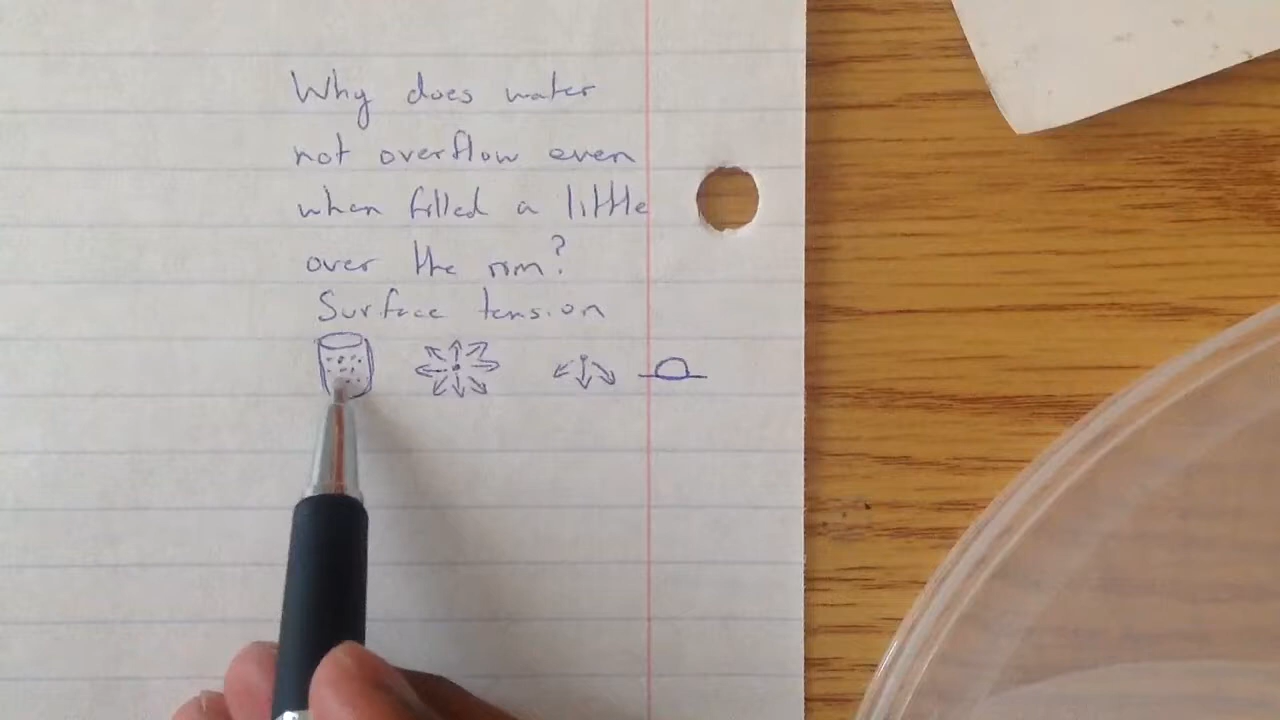 Why does water
not overflow even
when filled a little
over the rim?
Surface tension